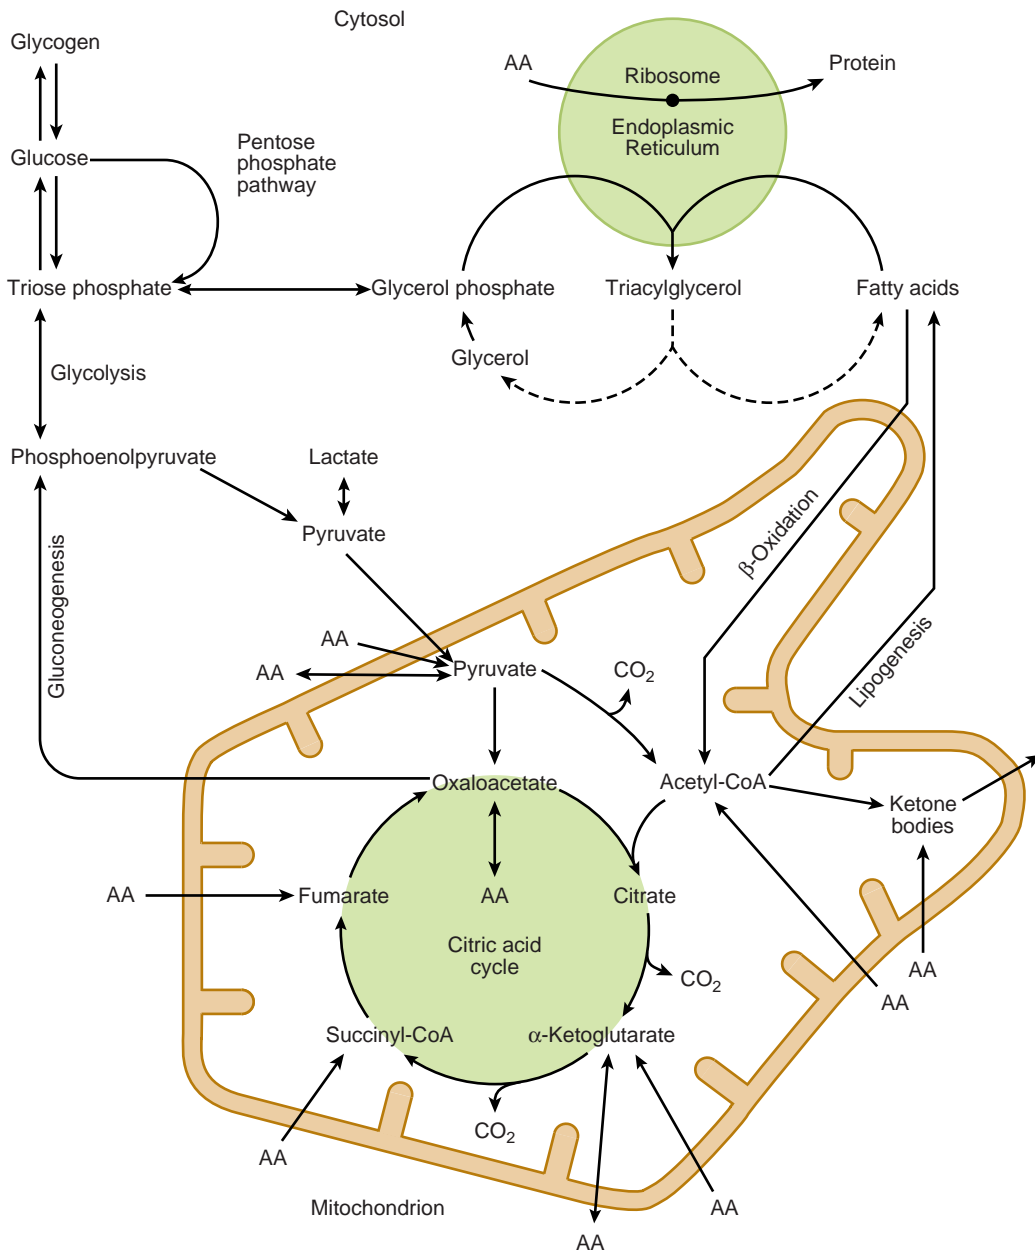 Cytosol
Glycogen
AA
Ribosome
Protein
Endoplasmic
Reticulum
Glucose
Pentose
phosphate
pathway
Triose phosphate
Glycerol phosphate
Triacylglycerol
Fatty acids
Glycerol
Glycolysis
Phosphoenolpyruvate
Lactate
Pyruvate
β-Oxidation
Gluconeogenesis
AA
AA
Pyruvate
CO2
Lipogenesis
Oxaloacetate
Acetyl-CoA
Ketone
bodies
AA
Fumarate
AA
Citrate
Citric acid
cycle
CO2
AA
AA
Succinyl-CoA
α-Ketoglutarate
CO2
AA
AA
Mitochondrion
AA